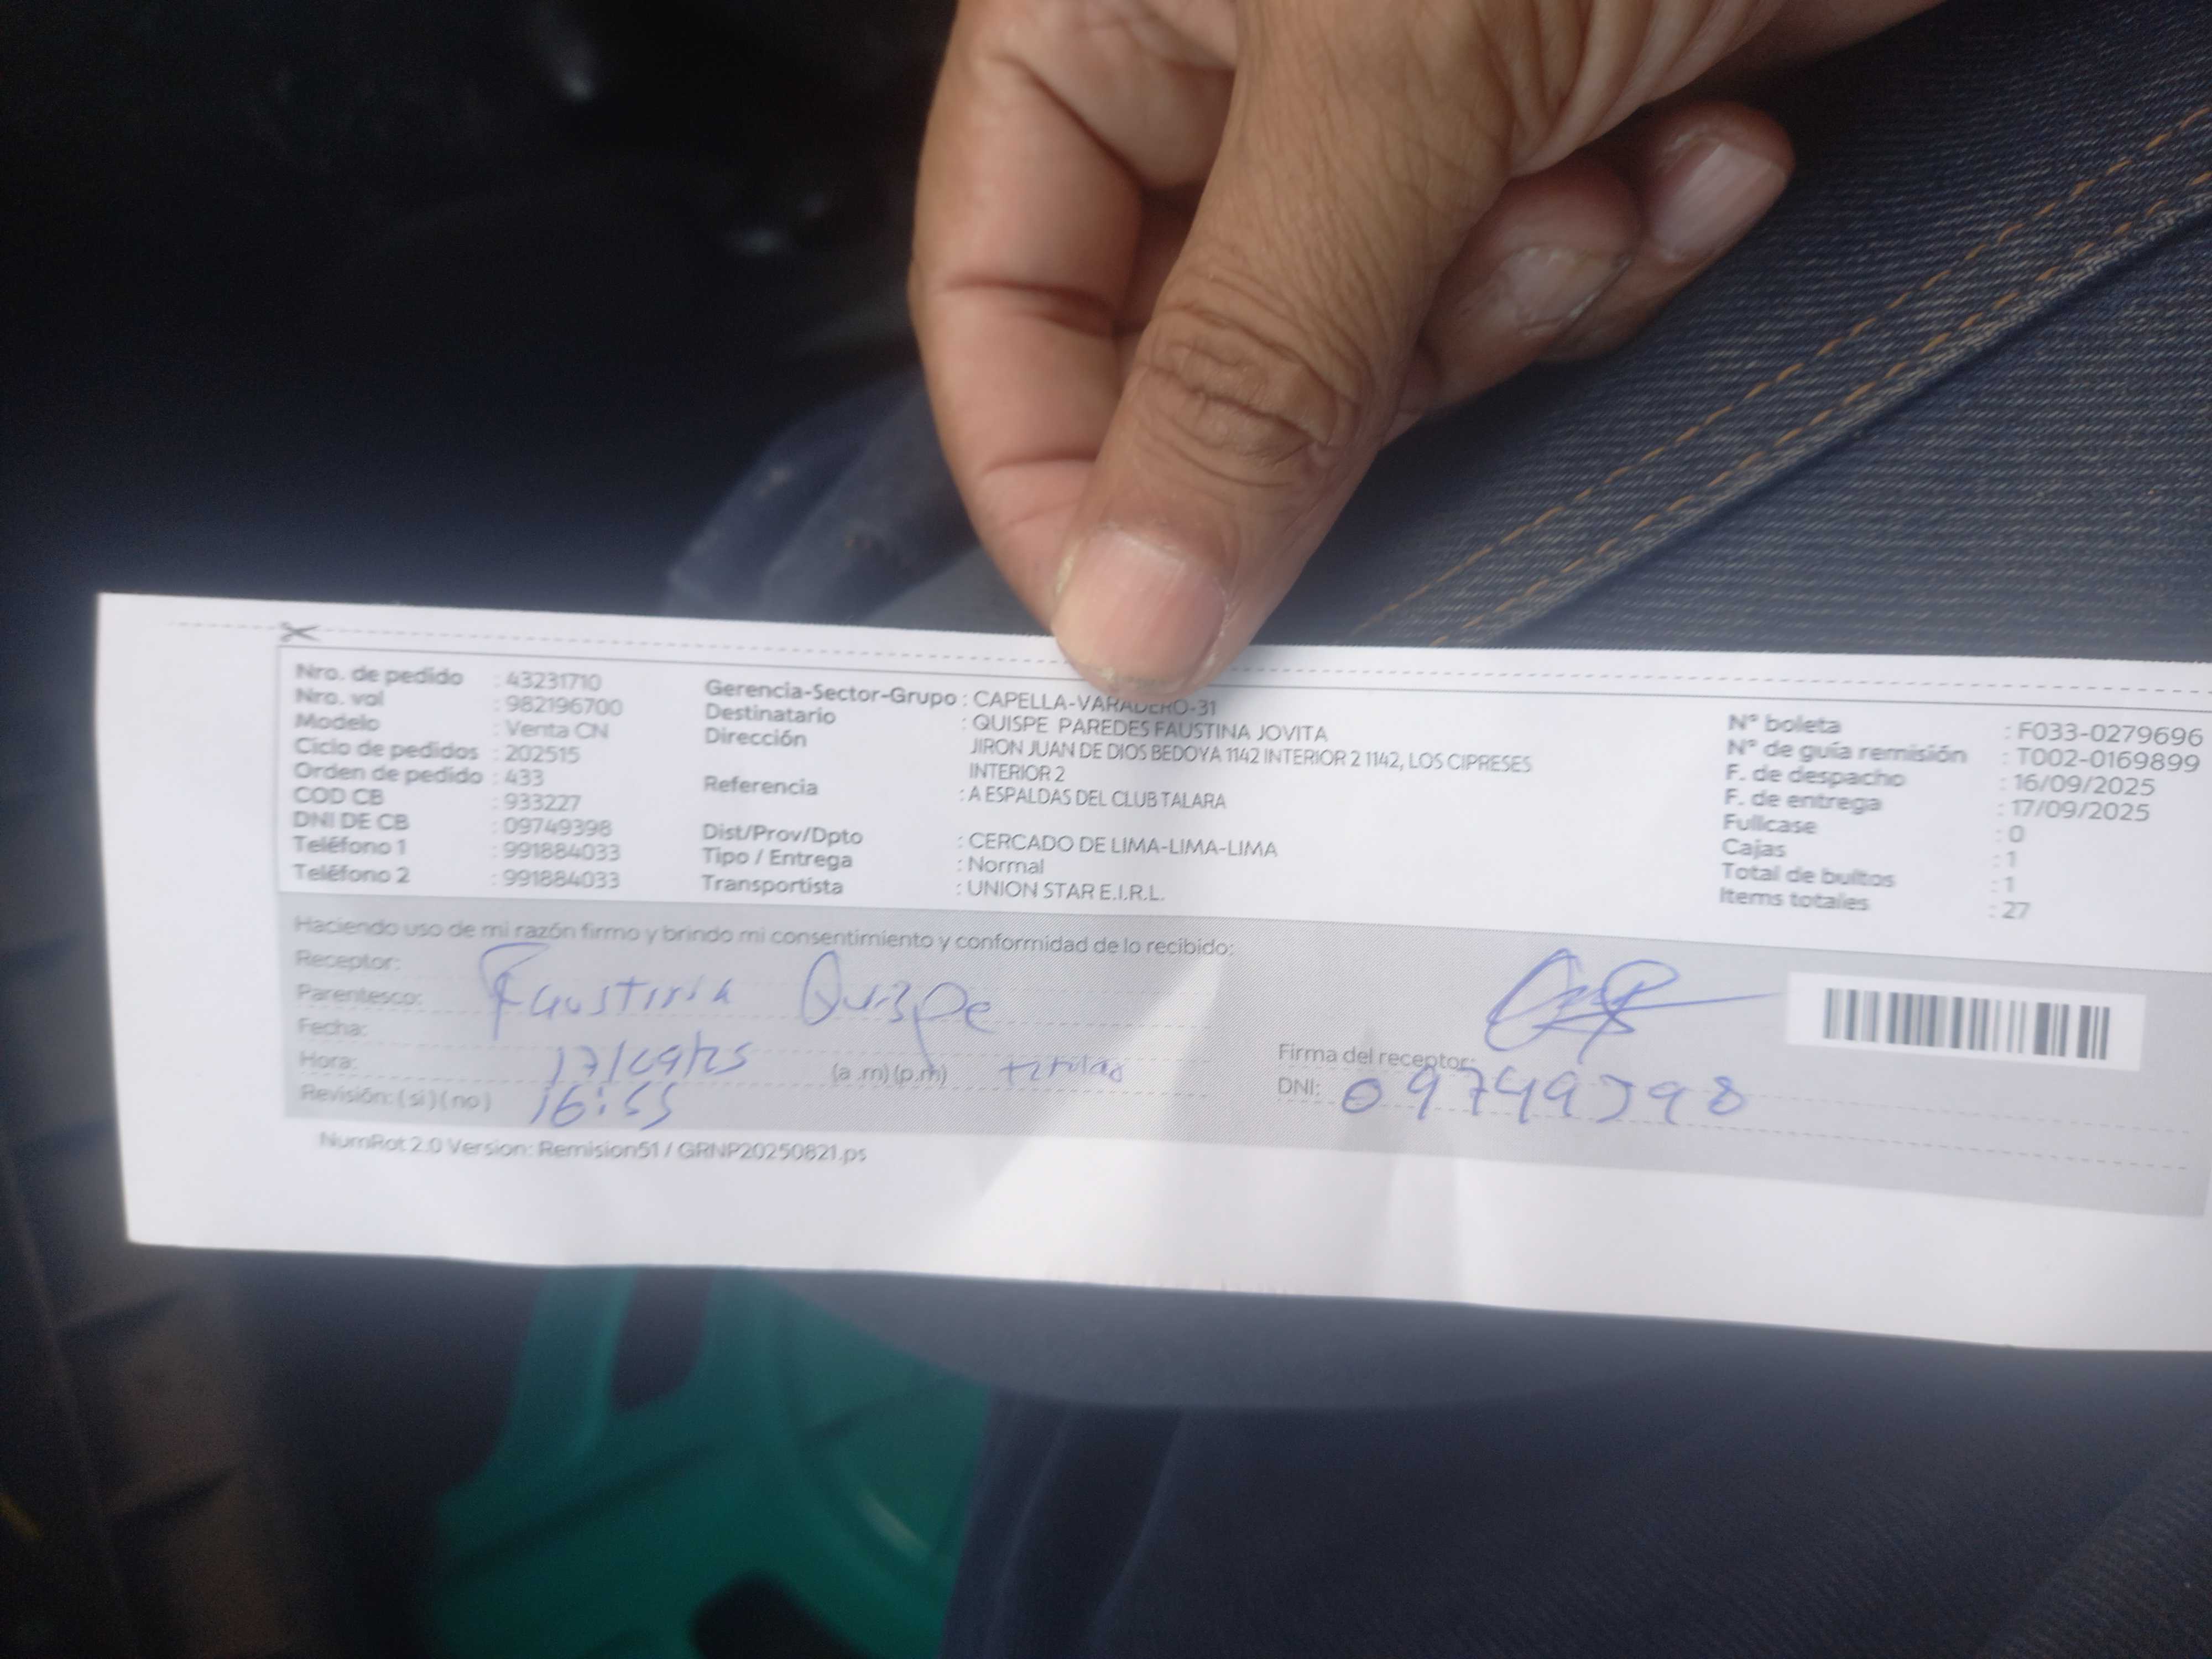 Nro. de pedido : 43231710
Nro. val : 982196700
Modelo : Venta CN
Ciclo de pedidos : 202515
Orden de pedido : 433
COD CB : 933227
DNI DE CB : 09749398
Teléfono 1 : 991884033
Teléfono 2 : 991884033
Gerencia-Sector-Grupo : CAPELLA-VARADERO-31
Destinatario : QUISPE PAREDES FAUSTINA JOVITA
Dirección JIRON JUAN DE DIOS BEDOYA 1142 INTERIOR 2 1142, LOS CIPRESES
INTERIOR 2
Referencia : A ESPALDAS DEL CLUB TALARA
Dist/Prov/Dpto : CERCADO DE LIMA-LIMA-LIMA
Tipo / Entrega : Normal
Transportista : UNION STAR E.I.R.L.
N° boleta : F033-0279696
N° de guía remisión : T002-0169899
F. de despacho : 16/09/2025
F. de entrega : 17/09/2025
Fullcase : 0
Cajas : 1
Total de bultos : 1
Items totales : 27
Haciendo uso de mi razón firmo y brindo mi consentimiento y conformidad de lo recibido:
Receptor: Faustina Quispe
Parentesco:
Fecha: 17/09/25
Hora: (a .m) (p.m) titular
Revisión: ( si ) ( no ) 16:55
Firma del receptor:
DNI: 09749398
NumRot 2.0 Version: Remision51 / GRNP20250821.ps